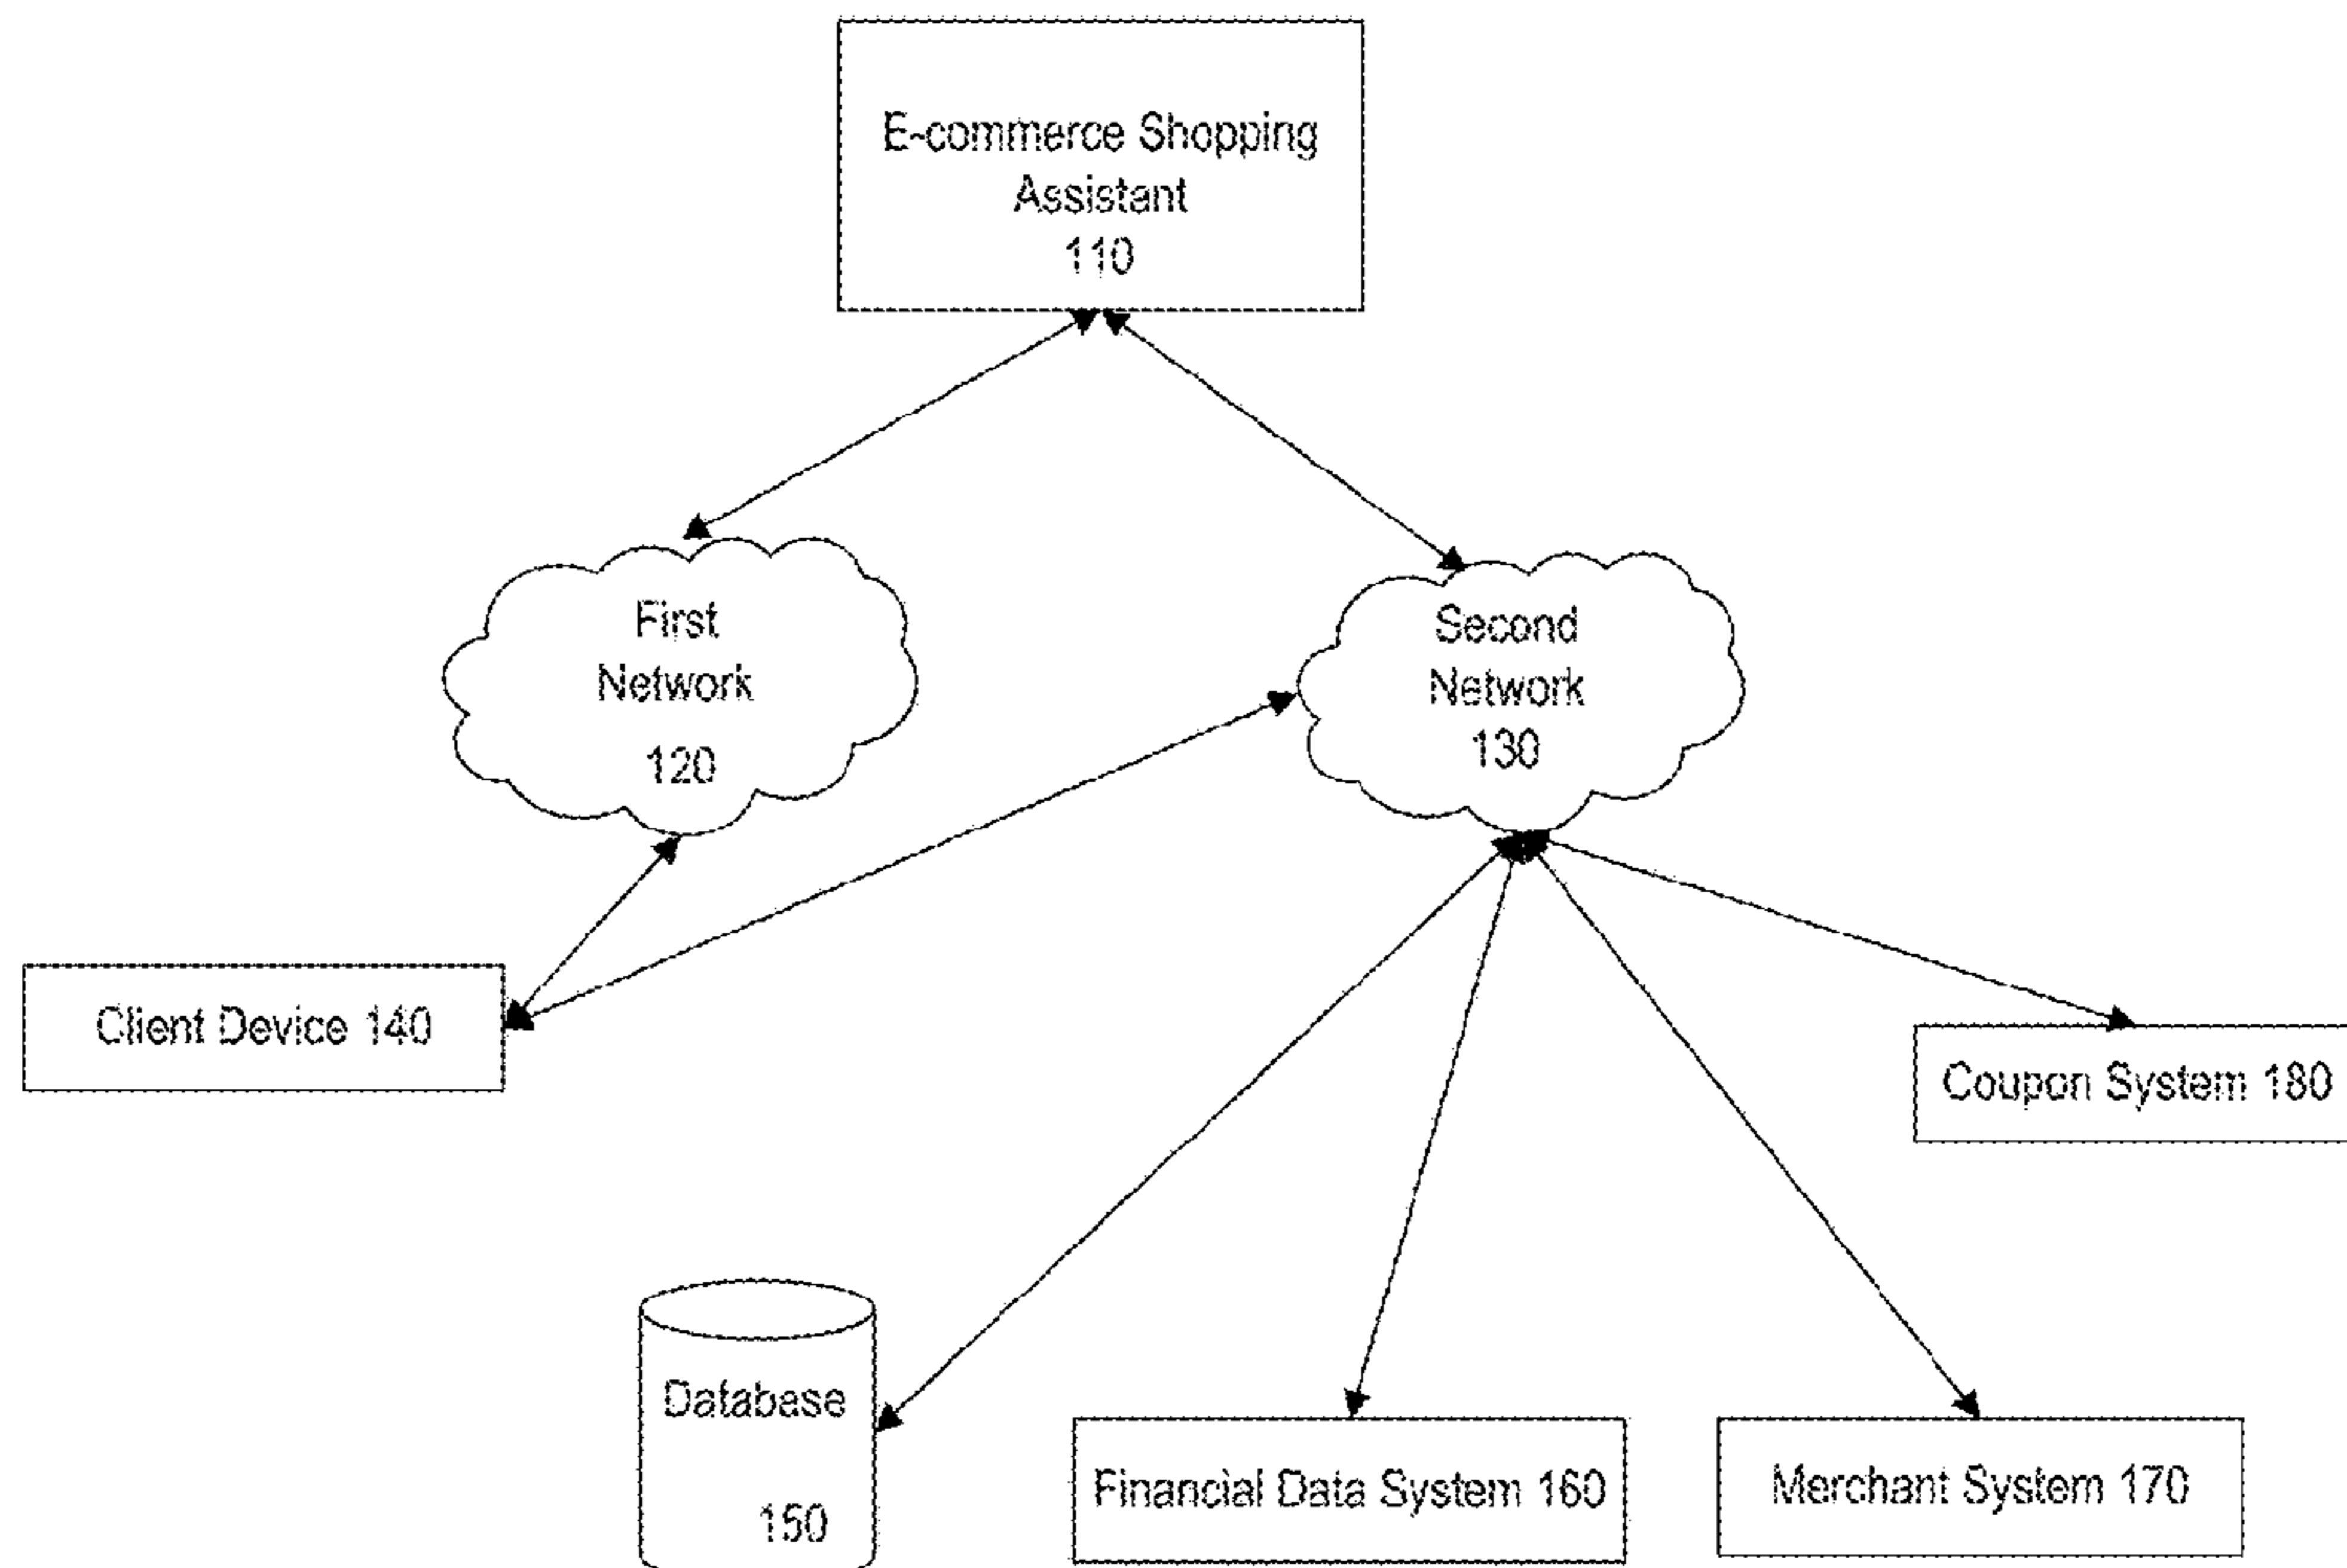 E-commerce Shopping
Assistant
110
First
Network
120
Second
Network
130
Client Device 140
Coupon System 180
Database
150
Financial Data System 160
Merchant System 170